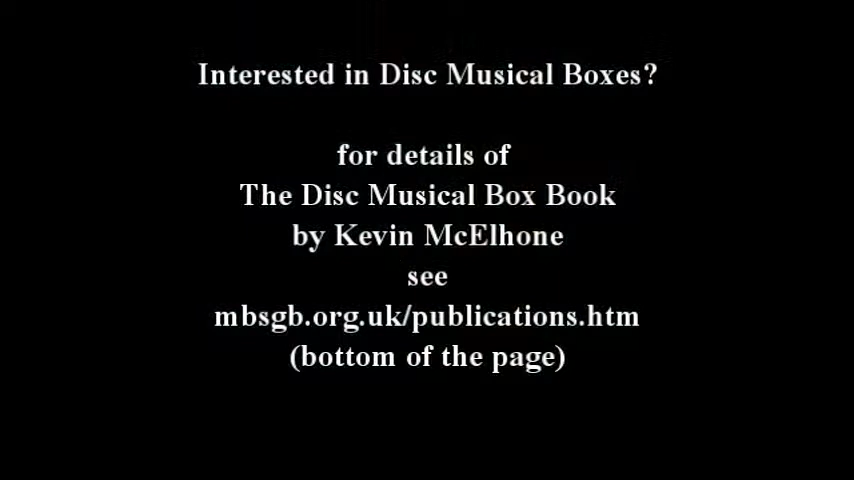 Interested in Disc Musical Boxes?
for details of
The Disc Musical Box Book
by Kevin McElhone
see
mbsgb.org.uk/publications.htm
(bottom of the page)